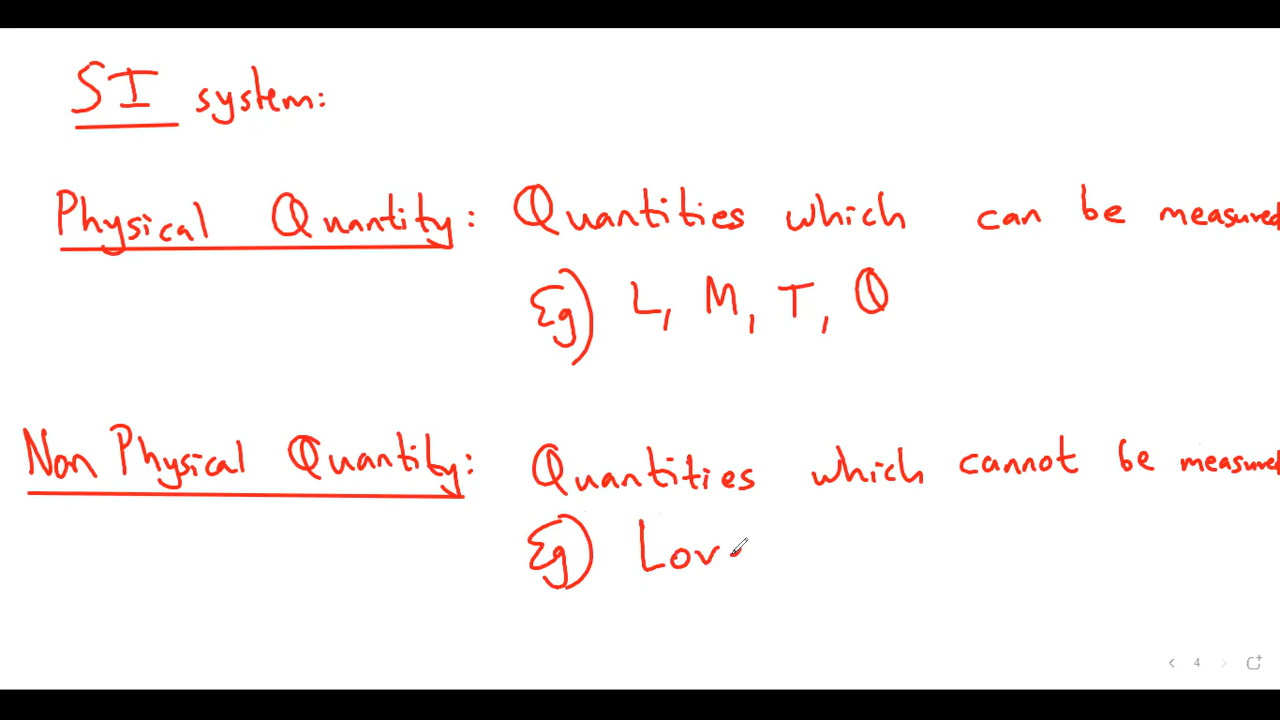 SI system:
Physical Quantity: Quantities which can be measured
Eg) L, M, T, Q
Non Physical Quantity: Quantities which cannot be measured
Eg) Lov
4